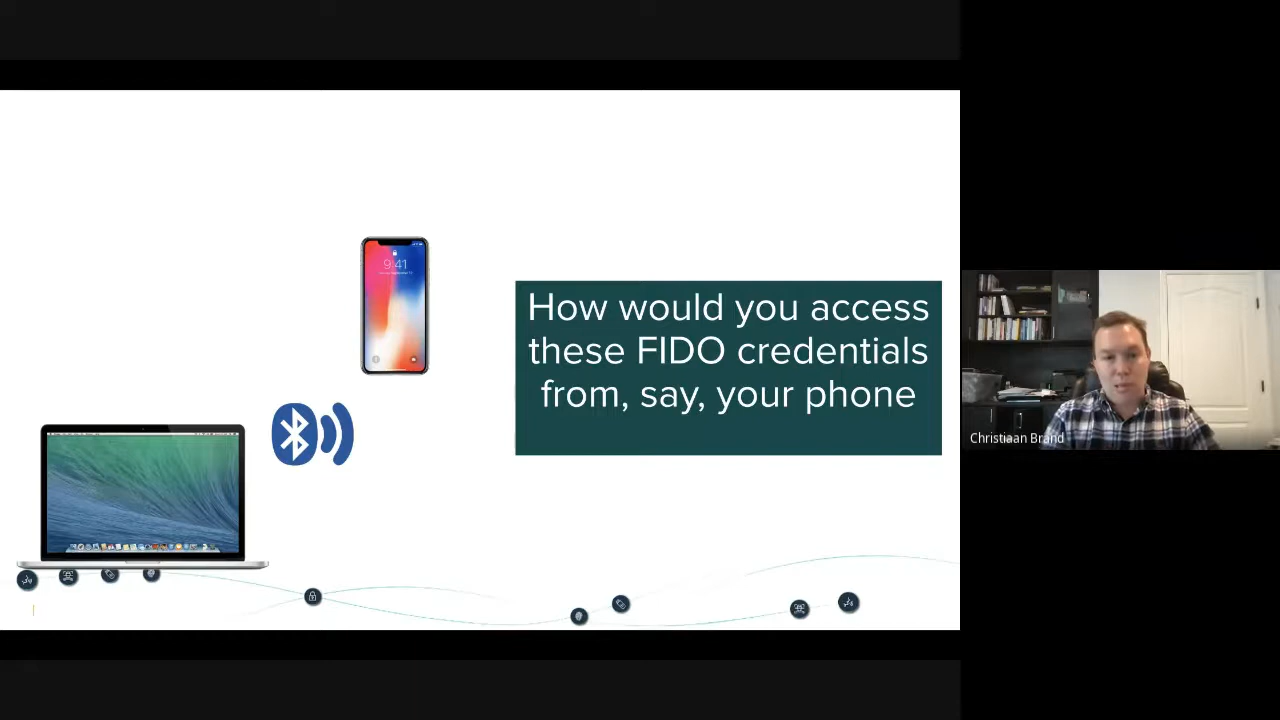 9:41
How would you access
these FIDO credentials
from, say, your phone
Christiaan Brand